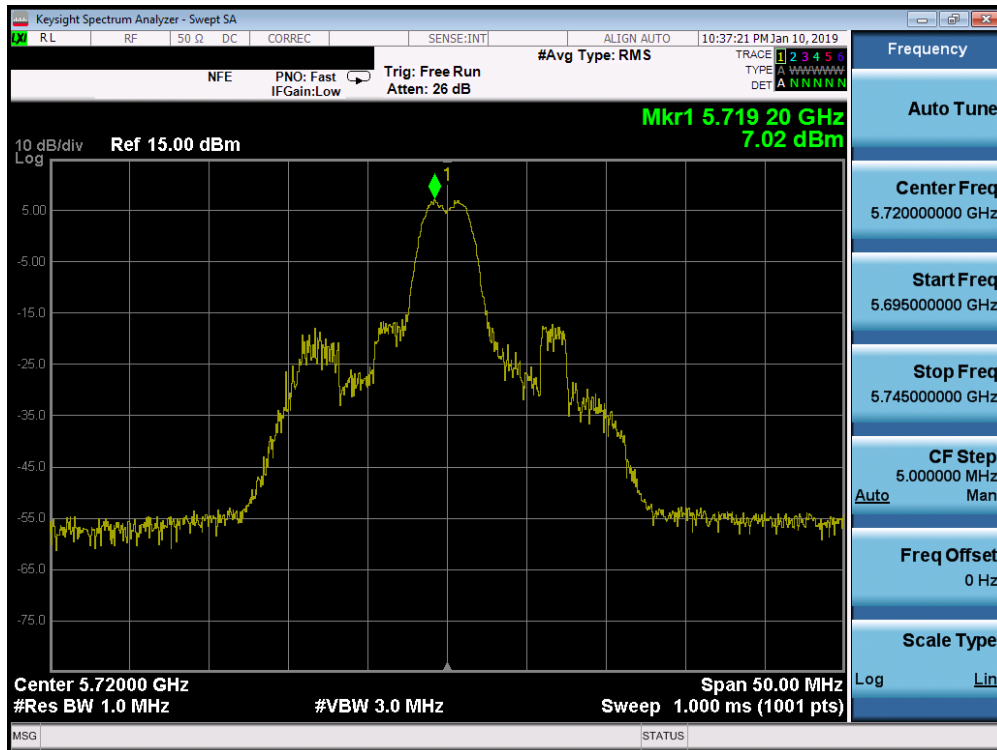 Keysight Spectrum Analyzer - Swept SA
LXI RL RF 50 Ω DC CORREC SENSE:INT ALIGN AUTO 10:37:21 PM Jan 10, 2019
Frequency
#Avg Type: RMS TRACE 1 2 3 4 5 6
NFE PNO: Fast Trig: Free Run TYPE A WWWWW
IFGain:Low Atten: 26 dB DET A N N N N N
Auto Tune
Mkr1 5.719 20 GHz
7.02 dBm
10 dB/div Ref 15.00 dBm
Log
1
5.00
-5.00
-15.0
-25.0
-35.0
-45.0
-55.0
-65.0
-75.0
Center Freq
5.720000000 GHz
Start Freq
5.695000000 GHz
Stop Freq
5.745000000 GHz
CF Step
5.000000 MHz
Auto Man
Freq Offset
0 Hz
Scale Type
Log Lin
Center 5.72000 GHz Span 50.00 MHz
#Res BW 1.0 MHz #VBW 3.0 MHz Sweep 1.000 ms (1001 pts)
MSG STATUS